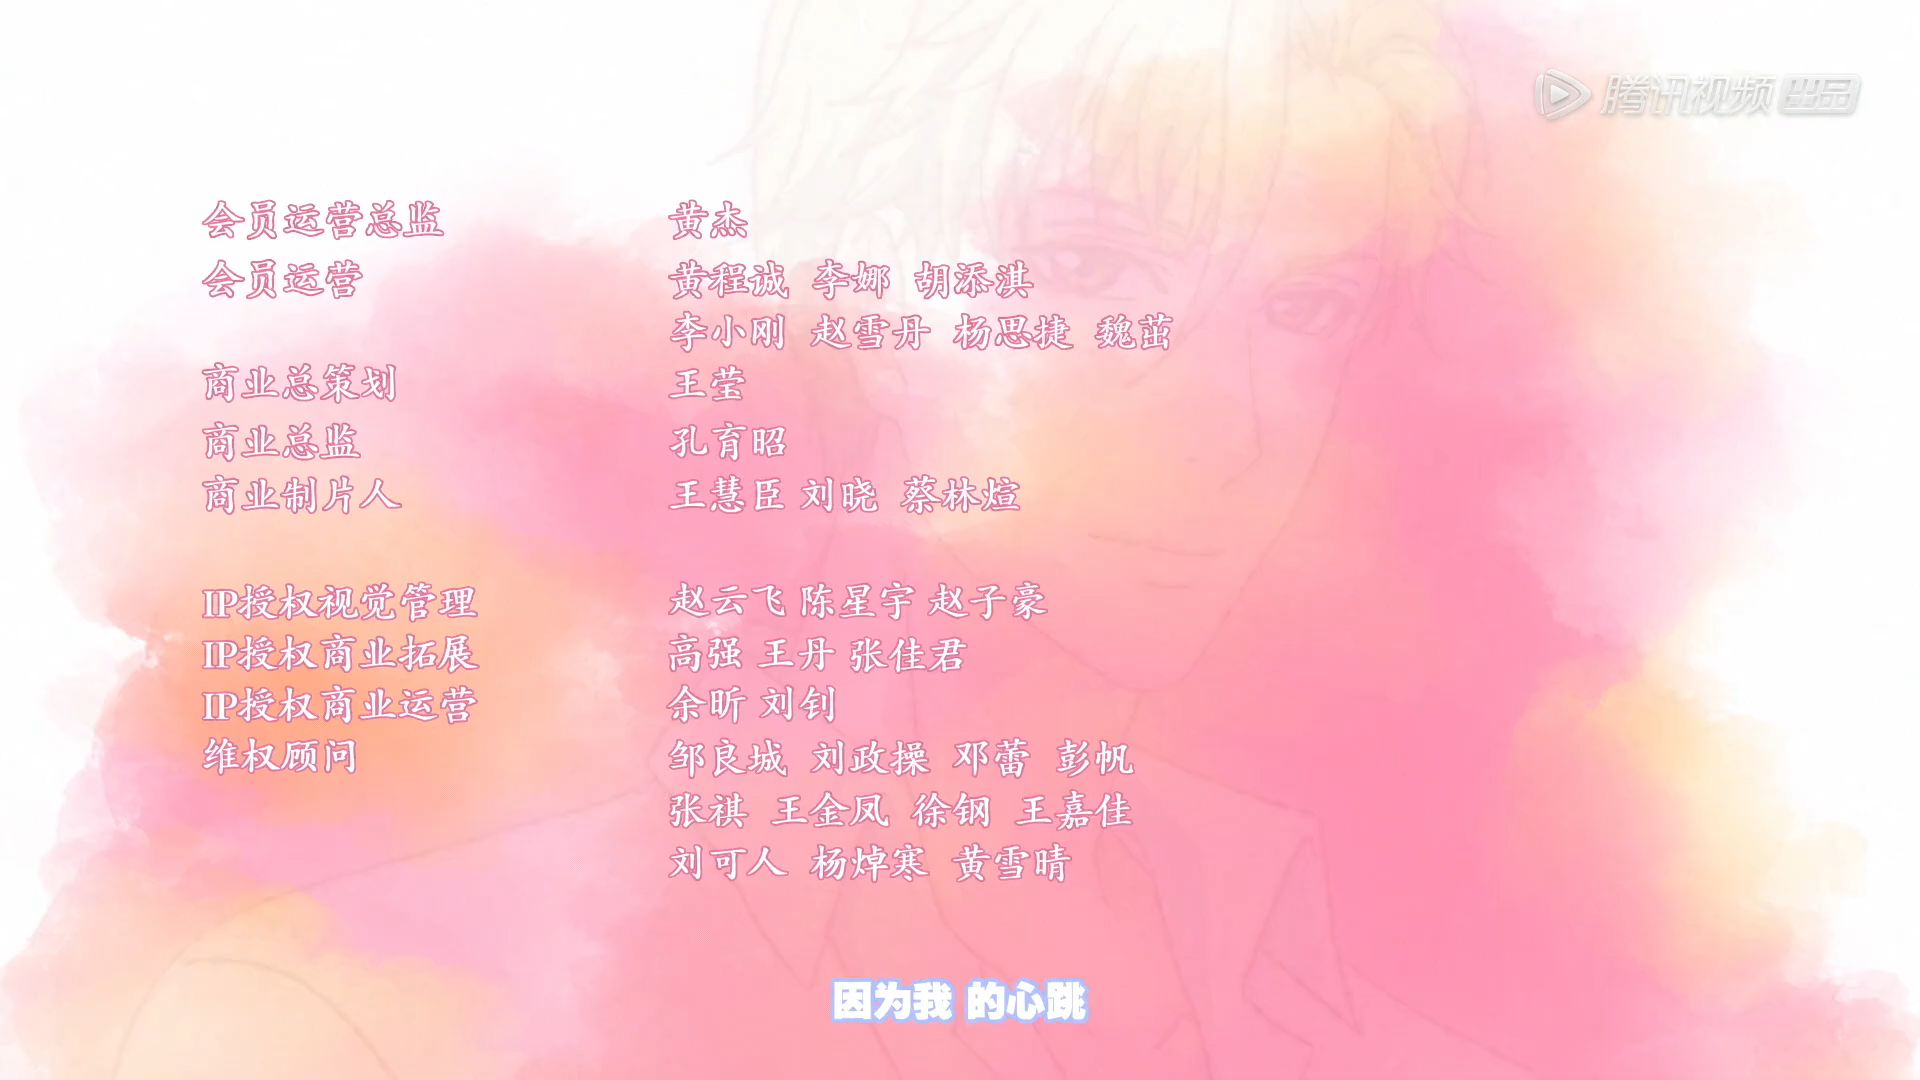 腾讯视频 出品
会员运营总监 黄杰
会员运营 黄程诚 李娜 胡添淇
李小刚 赵雪丹 杨思捷 魏茁
商业总策划 王莹
商业总监 孔育昭
商业制片人 王慧臣 刘晓 蔡林煊
IP授权视觉管理 赵云飞 陈星宇 赵子豪
IP授权商业拓展 高强 王丹 张佳君
IP授权商业运营 余昕 刘钊
维权顾问 邹良城 刘政操 邓蕾 彭帆
张祺 王金凤 徐钢 王嘉佳
刘可人 杨焯寒 黄雪晴
因为我 的心跳